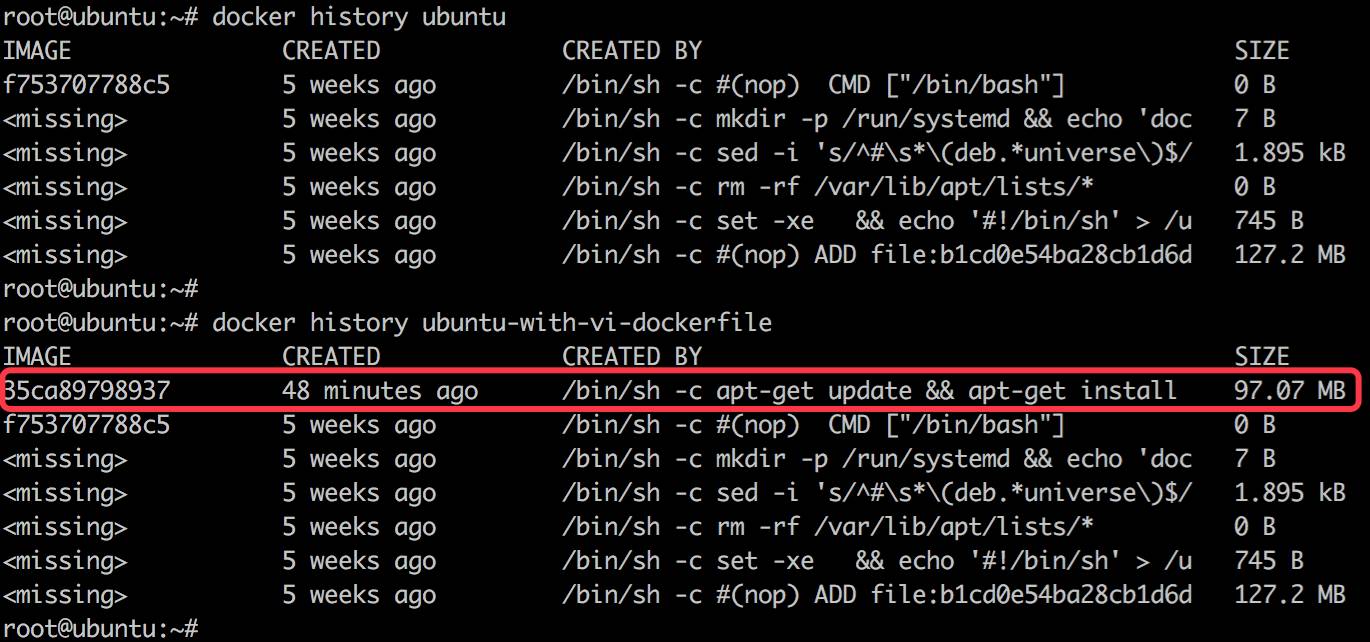 root@ubuntu:~# docker history ubuntu
IMAGE CREATED CREATED BY SIZE
f753707788c5 5 weeks ago /bin/sh -c #(nop) CMD ["/bin/bash"] 0 B
<missing> 5 weeks ago /bin/sh -c mkdir -p /run/systemd && echo 'doc 7 B
<missing> 5 weeks ago /bin/sh -c sed -i 's/^#\s*\(deb.*universe\)$/ 1.895 kB
<missing> 5 weeks ago /bin/sh -c rm -rf /var/lib/apt/lists/* 0 B
<missing> 5 weeks ago /bin/sh -c set -xe && echo '#!/bin/sh' > /u 745 B
<missing> 5 weeks ago /bin/sh -c #(nop) ADD file:b1cd0e54ba28cb1d6d 127.2 MB
root@ubuntu:~#
root@ubuntu:~# docker history ubuntu-with-vi-dockerfile
IMAGE CREATED CREATED BY SIZE
35ca89798937 48 minutes ago /bin/sh -c apt-get update && apt-get install 97.07 MB
f753707788c5 5 weeks ago /bin/sh -c #(nop) CMD ["/bin/bash"] 0 B
<missing> 5 weeks ago /bin/sh -c mkdir -p /run/systemd && echo 'doc 7 B
<missing> 5 weeks ago /bin/sh -c sed -i 's/^#\s*\(deb.*universe\)$/ 1.895 kB
<missing> 5 weeks ago /bin/sh -c rm -rf /var/lib/apt/lists/* 0 B
<missing> 5 weeks ago /bin/sh -c set -xe && echo '#!/bin/sh' > /u 745 B
<missing> 5 weeks ago /bin/sh -c #(nop) ADD file:b1cd0e54ba28cb1d6d 127.2 MB
root@ubuntu:~#